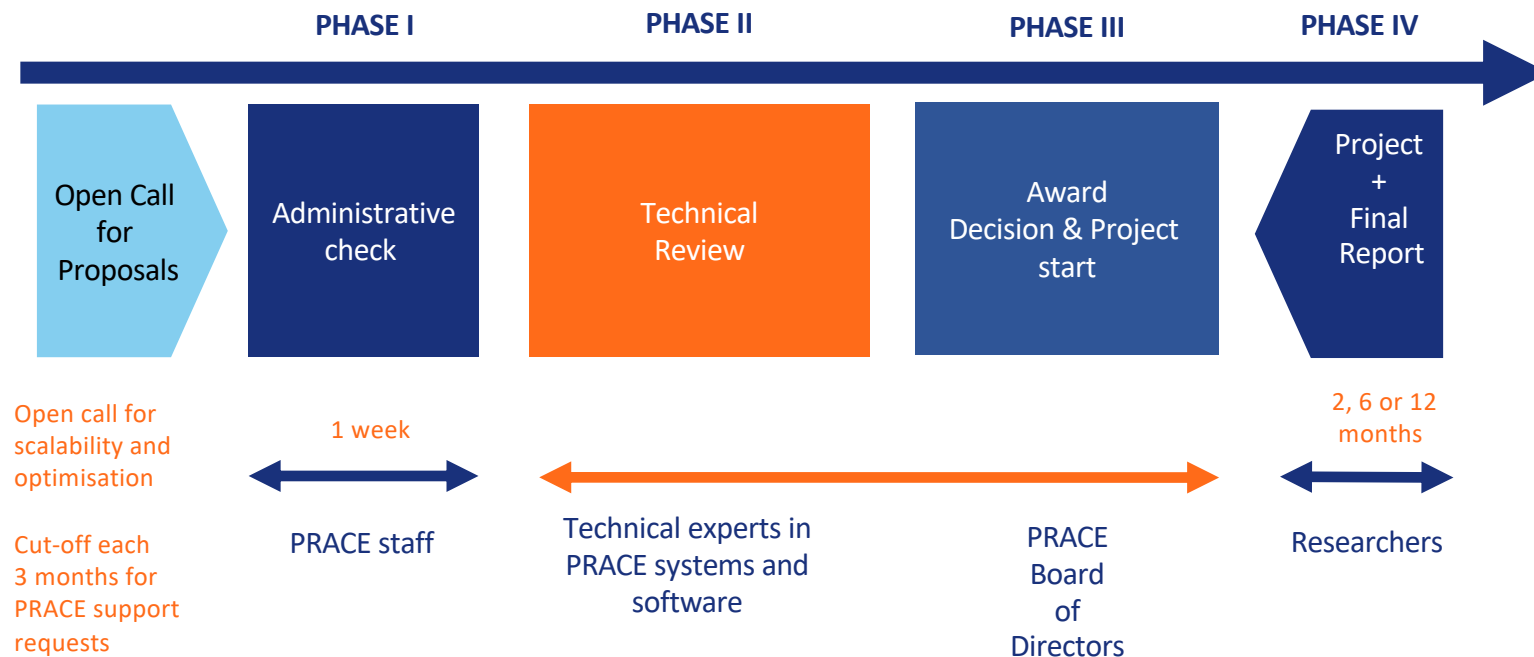 PHASE I
PHASE II
PHASE III
PHASE IV
Open Call
for
Proposals
Administrative
check
Technical
Review
Award
Decision & Project
start
Project
+
Final
Report
Open call for
scalability and
optimisation
Cut-off each
3 months for
PRACE support
requests
1 week
PRACE staff
Technical experts in
PRACE systems and
software
PRACE
Board
of
Directors
2, 6 or 12
months
Researchers